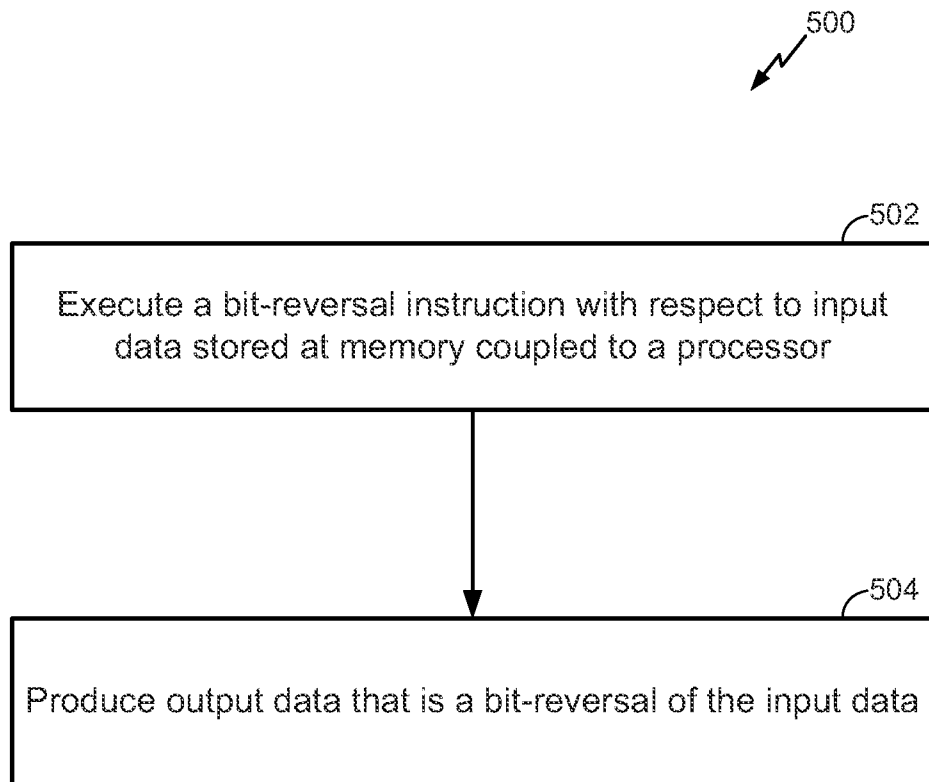 500
502
Execute a bit-reversal instruction with respect to input
data stored at memory coupled to a processor
504
Produce output data that is a bit-reversal of the input data